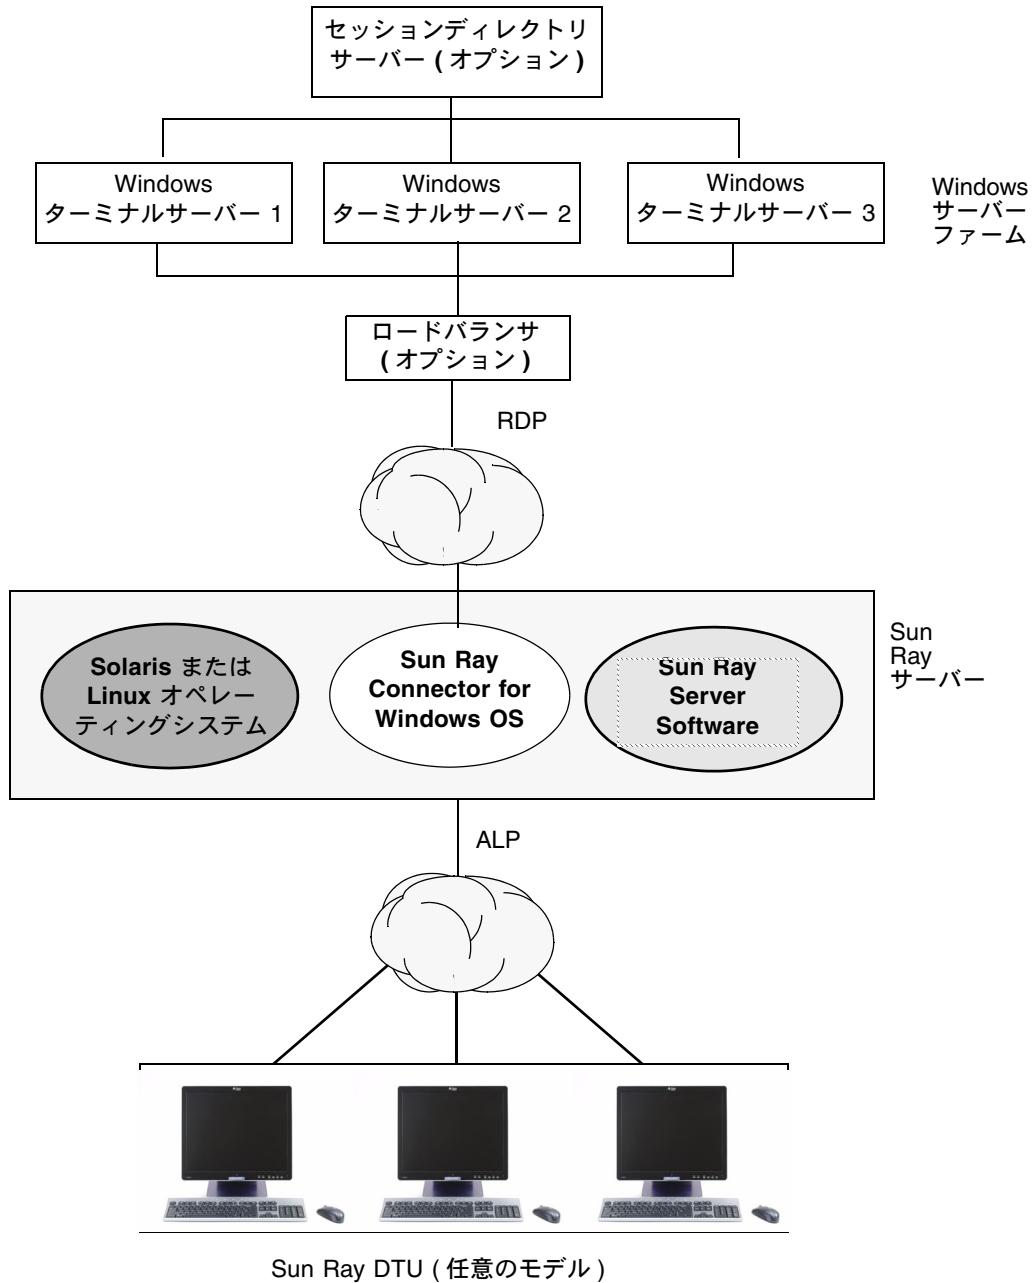 セッションディレクトリ
サーバー ( オプション )
Windows
ターミナルサーバー 1
Windows
ターミナルサーバー 2
Windows
ターミナルサーバー 3
Windows
サーバー
ファーム
ロードバランサ
( オプション )
RDP
Solaris または
Linux オペレー
ティングシステム
Sun Ray
Connector for
Windows OS
Sun Ray
Server
Software
Sun
Ray
サーバー
ALP
Sun Ray DTU ( 任意のモデル )